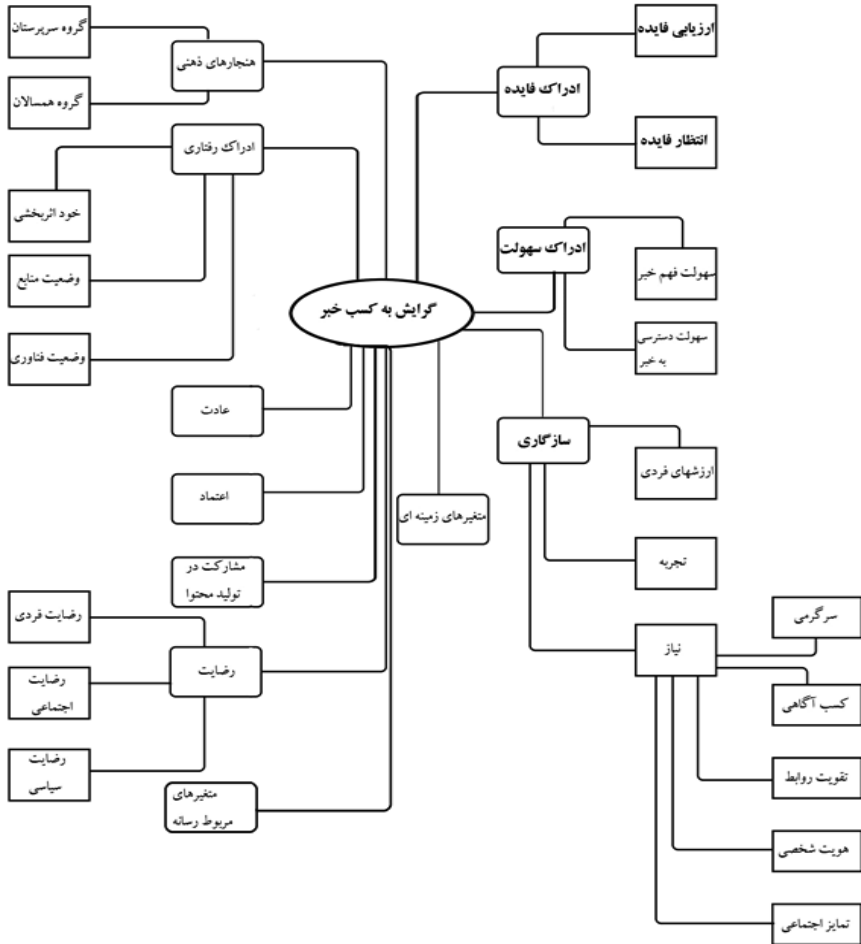 ارزیابی فایده
ادراک فایده
انتظار فایده
ادراک سهولت
سهولت فهم خبر
سهولت دسترسی
به خبر
سازگاری
ارزشهای فردی
تجربه
نیاز
سرگرمی
کسب آگاهی
تقویت روابط
هویت شخصی
تمایز اجتماعی
گرایش به کسب خبر
متغیرهای زمینه ای
گروه سرپرستان
هنجارهای ذهنی
گروه همسالان
ادراک رفتاری
خود اثربخشی
وضعیت منابع
وضعیت فناوری
عادت
اعتماد
مشارکت در
تولید محتوا
رضایت فردی
رضایت
رضایت
اجتماعی
رضایت
سیاسی
متغیرهای
مربوط رسانه